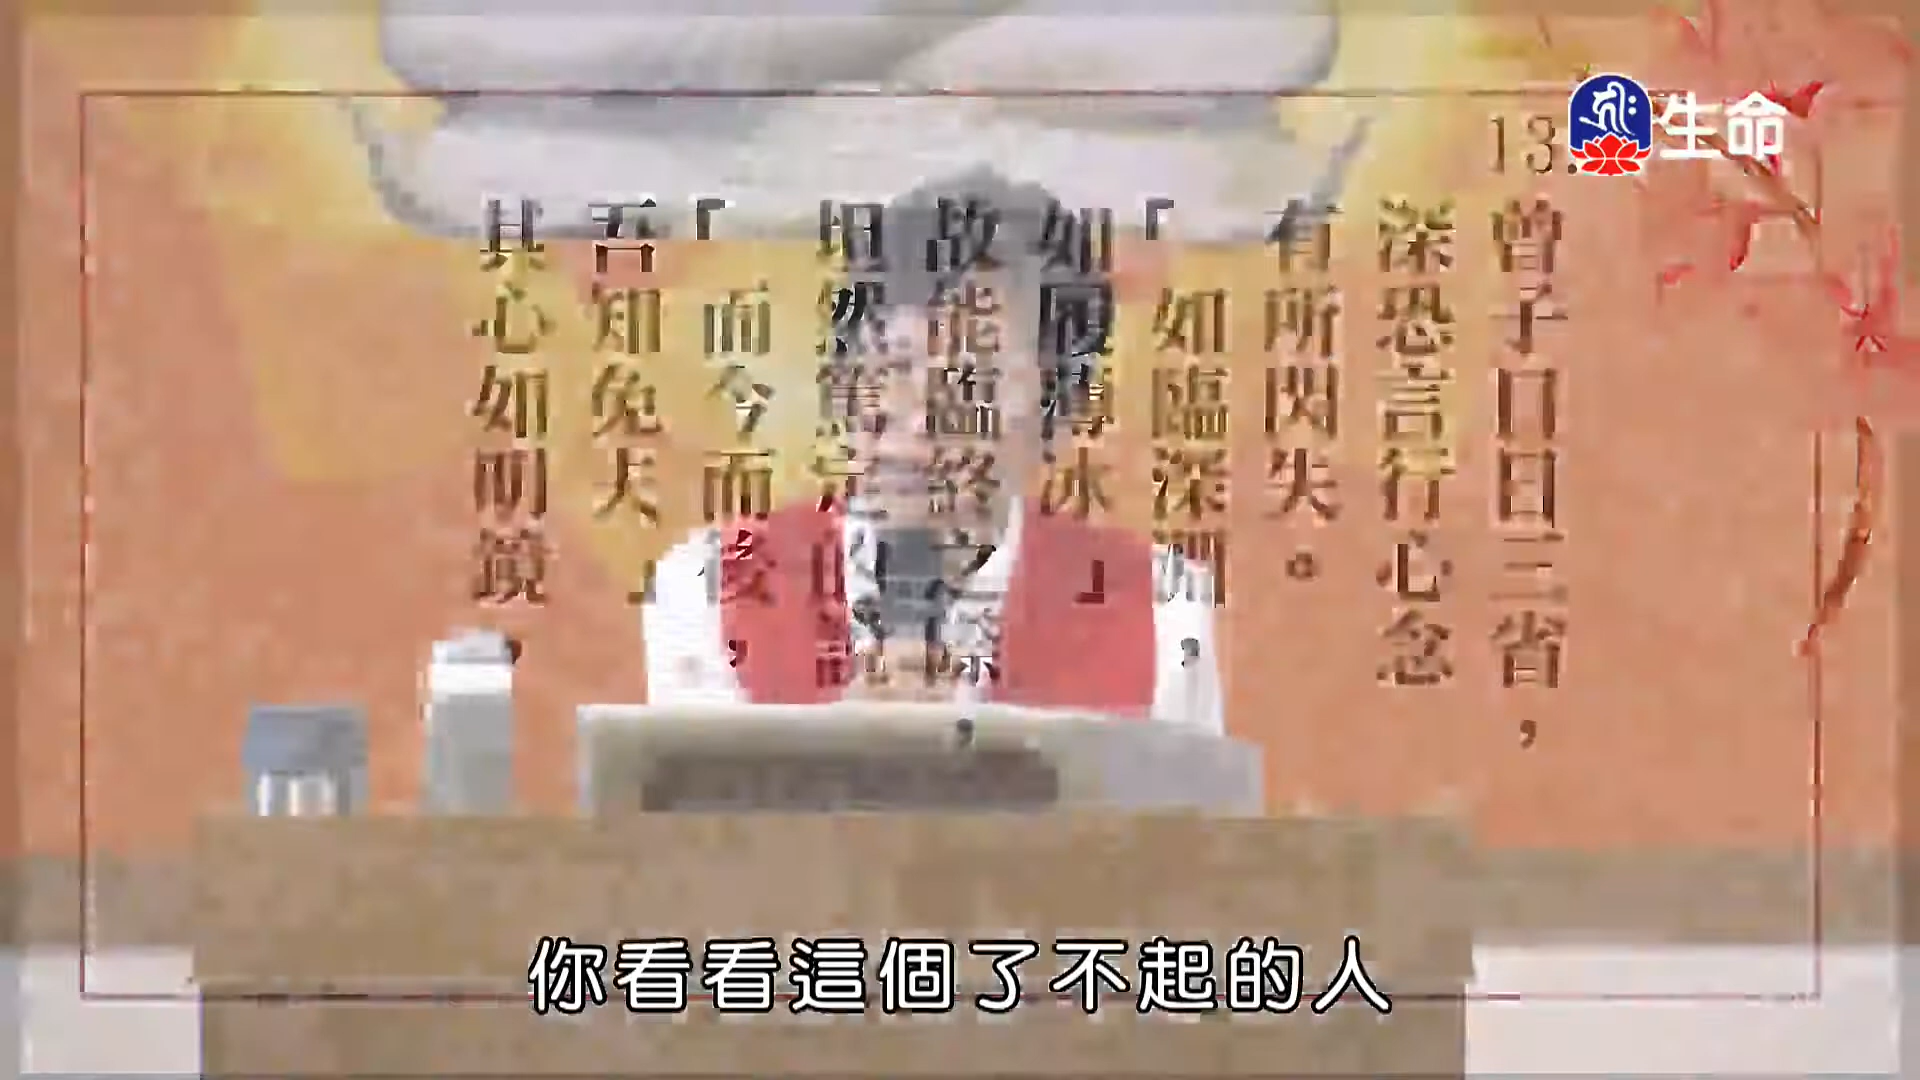 生命
13.
曾子日日三省，
深恐言行心念
有所閃失。
「如臨深淵，
如履薄冰」
故能臨終之際，
坦然篤定的說
「而今而後，
吾知免夫」
其心如明鏡，
你看看這個了不起的人